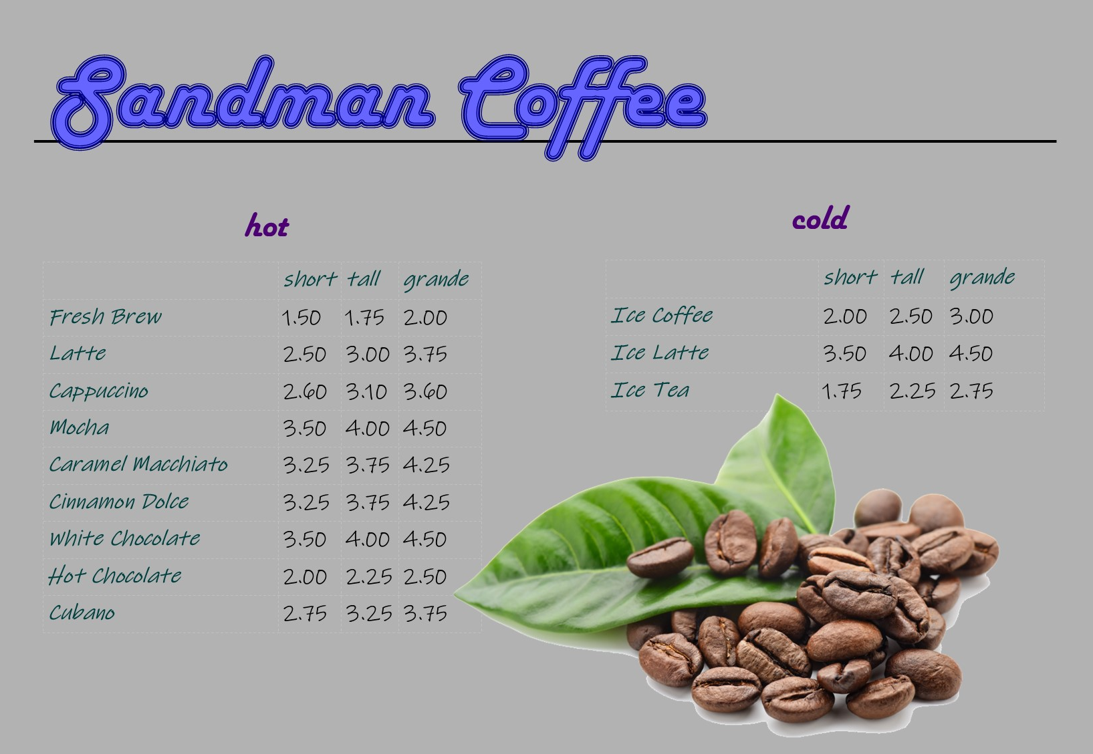 Sandman Coffee
hot
short tall grande
Fresh Brew 1.50 1.75 2.00
Latte 2.50 3.00 3.75
Cappuccino 2.60 3.10 3.60
Mocha 3.50 4.00 4.50
Caramel Macchiato 3.25 3.75 4.25
Cinnamon Dolce 3.25 3.75 4.25
White Chocolate 3.50 4.00 4.50
Hot Chocolate 2.00 2.25 2.50
Cubano 2.75 3.25 3.75
cold
short tall grande
Ice Coffee 2.00 2.50 3.00
Ice Latte 3.50 4.00 4.50
Ice Tea 1.75 2.25 2.75